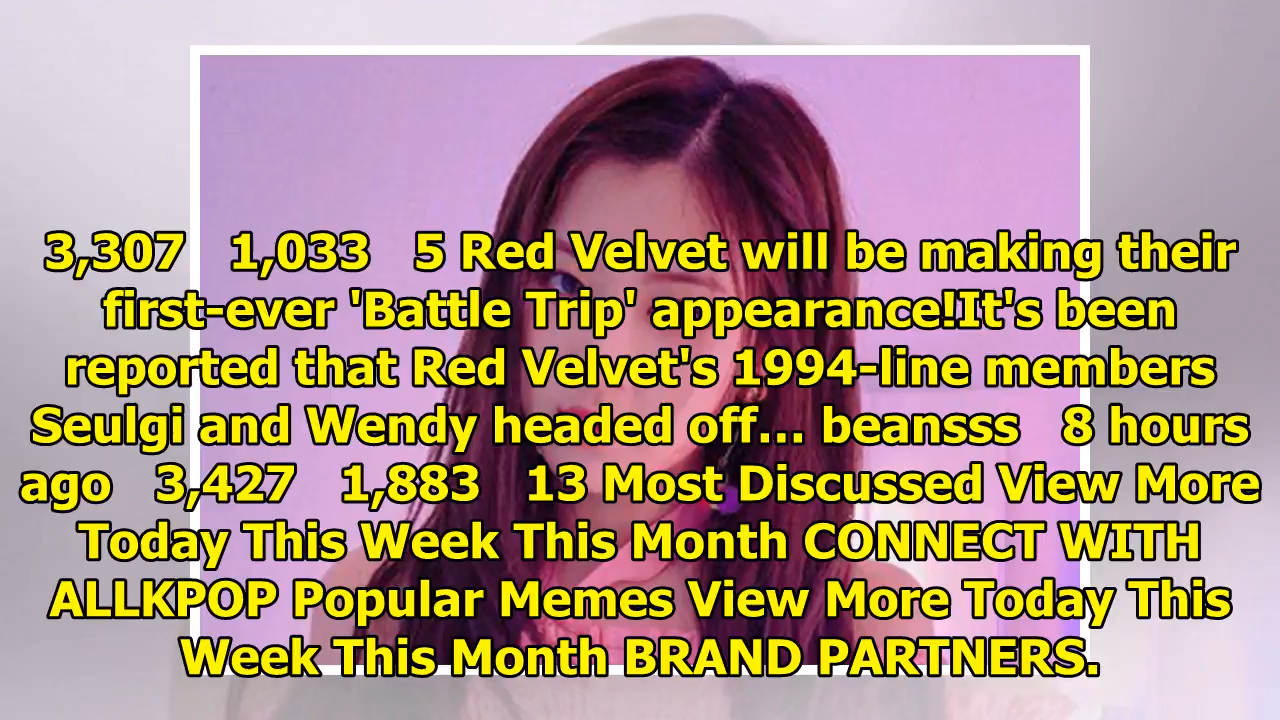 3,307 1,033 5 Red Velvet will be making their
first-ever 'Battle Trip' appearance!It's been
reported that Red Velvet's 1994-line members
Seulgi and Wendy headed off... beansss 8 hours
ago 3,427 1,883 13 Most Discussed View More
Today This Week This Month CONNECT WITH
ALLKPOP Popular Memes View More Today This
Week This Month BRAND PARTNERS.